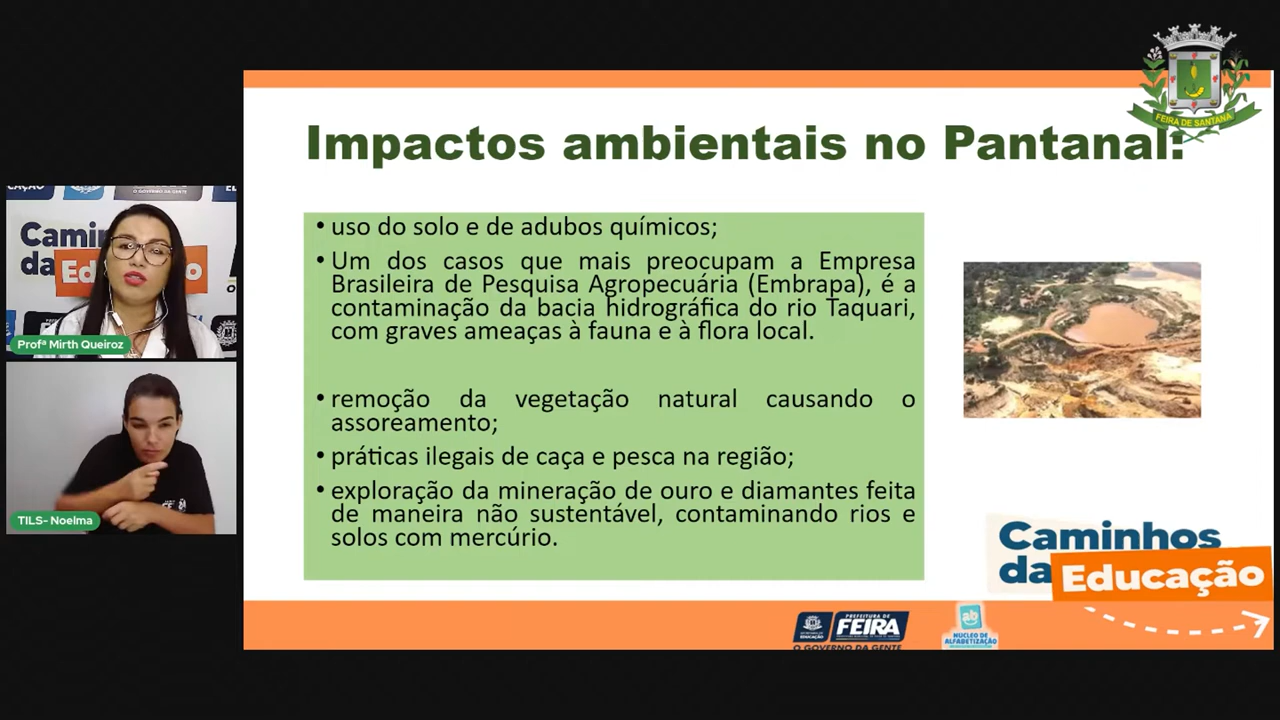 FEIRA DE SANTANA
Impactos ambientais no Pantanal:
• uso do solo e de adubos químicos;
• Um dos casos que mais preocupam a Empresa
Brasileira de Pesquisa Agropecuária (Embrapa), é a
contaminação da bacia hidrográfica do rio Taquari,
com graves ameaças à fauna e à flora local.
• remoção da vegetação natural causando o
assoreamento;
• práticas ilegais de caça e pesca na região;
• exploração da mineração de ouro e diamantes feita
de maneira não sustentável, contaminando rios e
solos com mercúrio.
Profª Mirth Queiroz
TILS- Noelma
Caminhos
da Educação
PREFEITURA DE
FEIRA
EDUCAÇÃO
O GOVERNO DA GENTE
ab
NÚCLEO DE
ALFABETIZAÇÃO